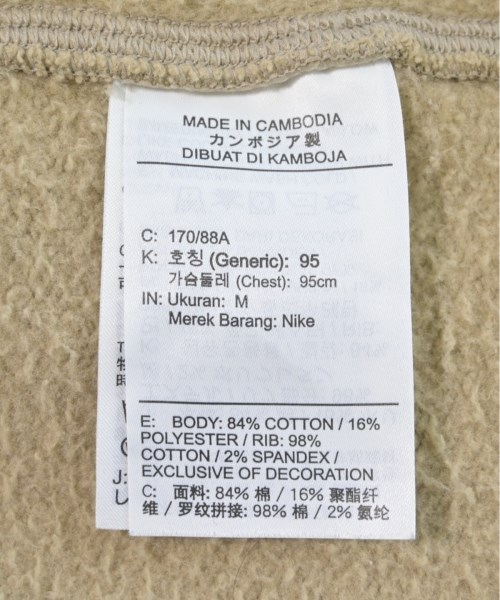 MADE IN CAMBODIA
カンボジア製
DIBUAT DI KAMBOJA
C: 170/88A
K: 호칭 (Generic): 95
가슴둘레 (Chest): 95cm
IN: Ukuran: M
Merek Barang: Nike
E: BODY: 84% COTTON / 16%
POLYESTER / RIB: 98%
COTTON / 2% SPANDEX /
EXCLUSIVE OF DECORATION
C: 面料: 84% 棉 / 16% 聚酯纤
维 / 罗纹拼接: 98% 棉 / 2% 氨纶
J: